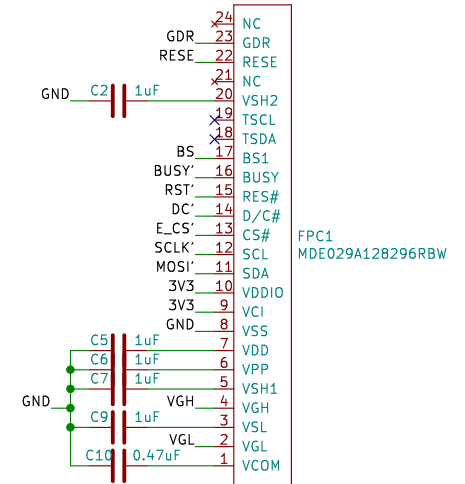 24 NC
GDR 23 GDR
RESE 22 RESE
21 NC
GND C2 1uF 20 VSH2
19 TSCL
18 TSDA
BS 17 BS1
BUSY' 16 BUSY
RST' 15 RES#
DC' 14 D/C#
E_CS' 13 CS#
FPC1
SCLK' 12 SCL
MDE029A128296RBW
MOSI' 11 SDA
3V3 10 VDDIO
3V3 9 VCI
GND 8 VSS
C5 1uF 7 VDD
C6 1uF 6 VPP
C7 1uF 5 VSH1
GND VGH 4 VGH
C9 1uF 3 VSL
VGL 2 VGL
C10 0.47uF 1 VCOM